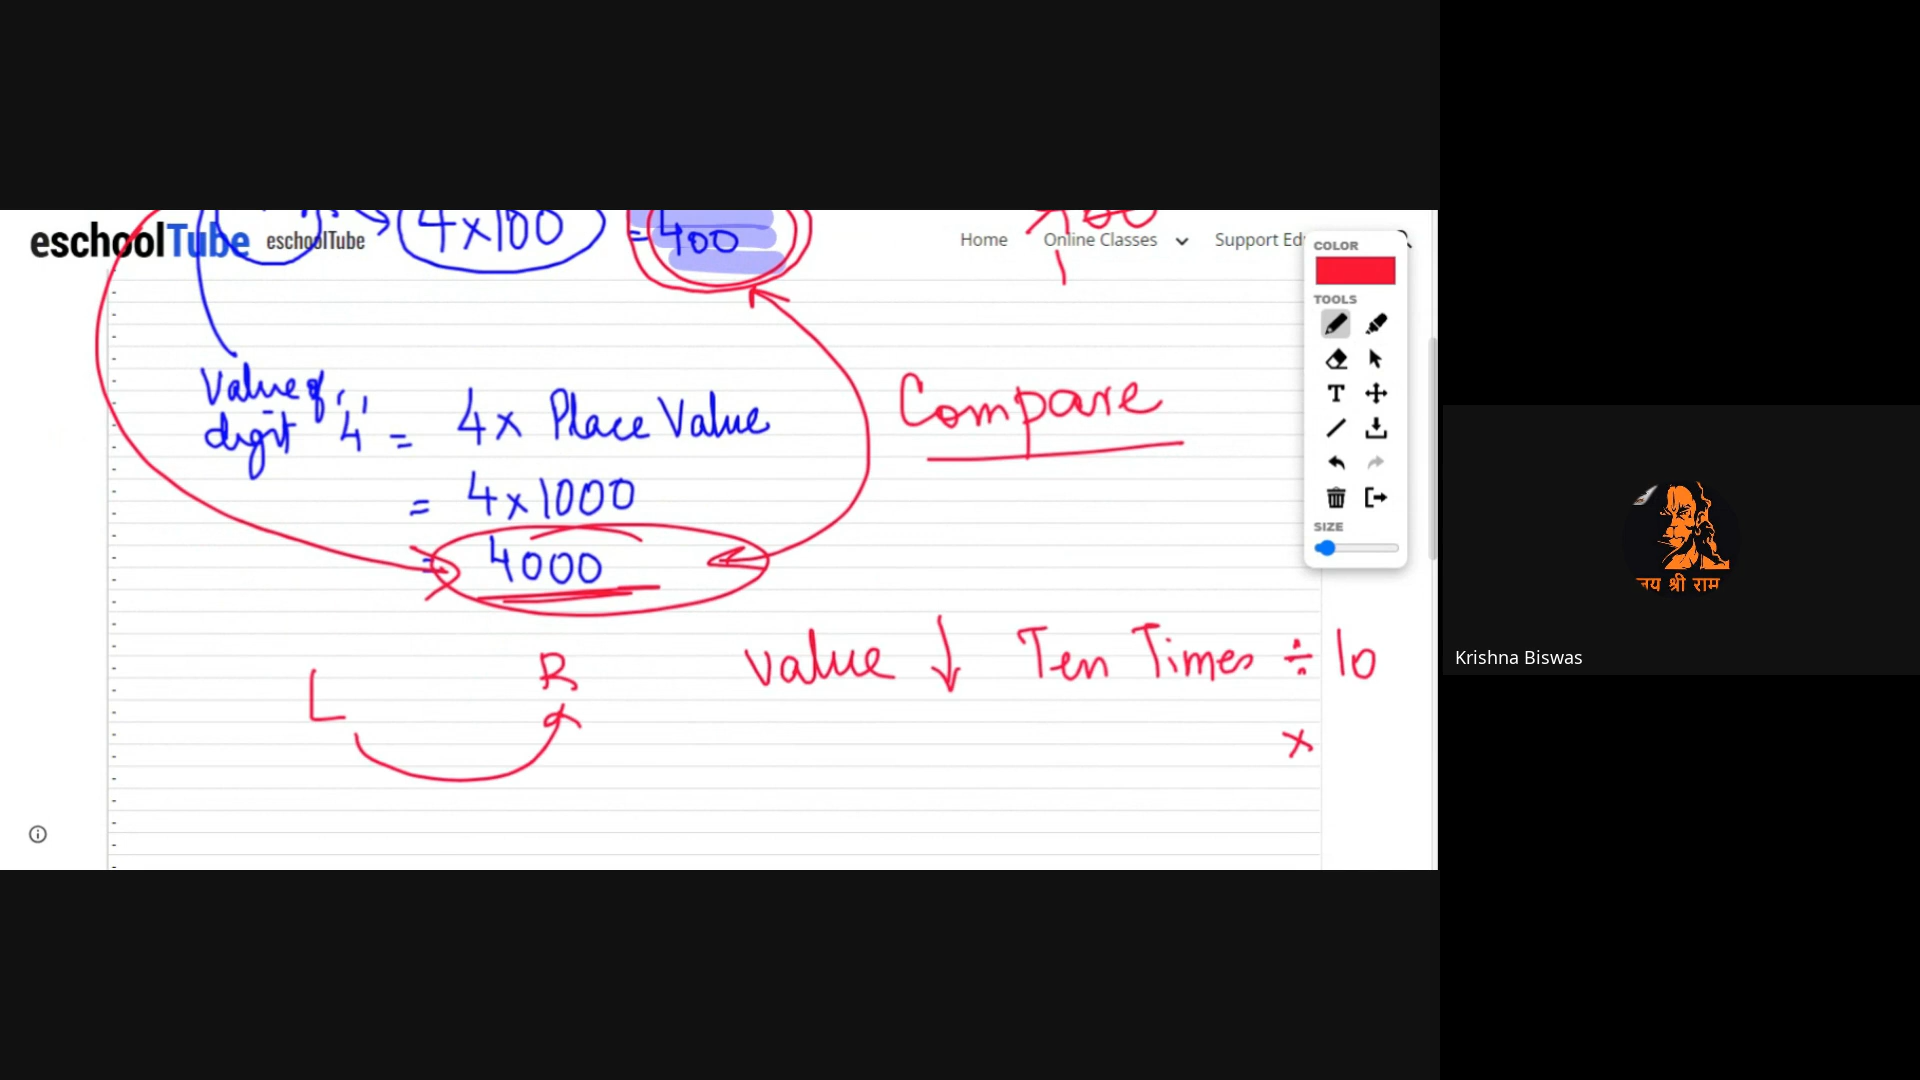 eschoolTube eschoolTube Home Online Classes Support Ed
4x100 = 400
COLOR
TOOLS
T
SIZE
Value of
digit '4' = 4x Place Value
Compare
= 4x1000
= 4000
L R
value ↓ Ten Times ÷ 10
x
जय श्री राम
Krishna Biswas